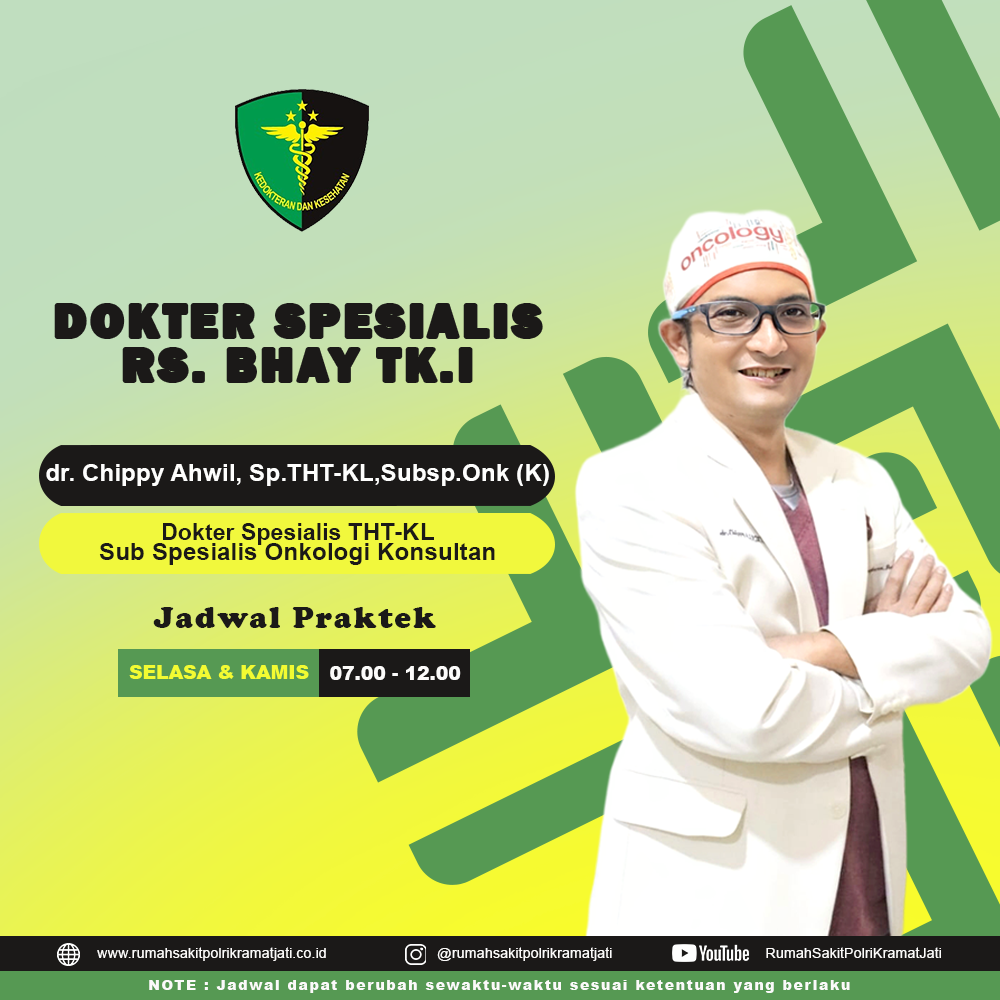 KEDOKTERAN DAN KESEHATAN
DOKTER SPESIALIS
RS. BHAY TK.I
oncology
dr. Chippy Ahwil, Sp.THT-KL,Subsp.Onk (K)
Dokter Spesialis THT-KL
Sub Spesialis Onkologi Konsultan
Jadwal Praktek
SELASA & KAMIS 07.00 - 12.00
www.rumahsakitpolrikramatjati.co.id @rumahsakitpolrikramatjati YouTube RumahSakitPolriKramatJati
NOTE : Jadwal dapat berubah sewaktu-waktu sesuai ketentuan yang berlaku